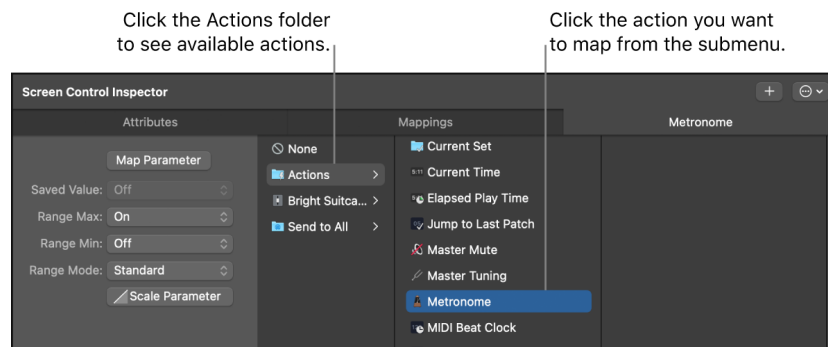 Click the Actions folder
to see available actions.
Click the action you want
to map from the submenu.
Screen Control Inspector
Attributes
Mappings
Metronome
Map Parameter
Saved Value: Off
Range Max: On
Range Min: Off
Range Mode: Standard
Scale Parameter
None
Actions
Bright Suitca...
Send to All
Current Set
Current Time
Elapsed Play Time
Jump to Last Patch
Master Mute
Master Tuning
Metronome
MIDI Beat Clock